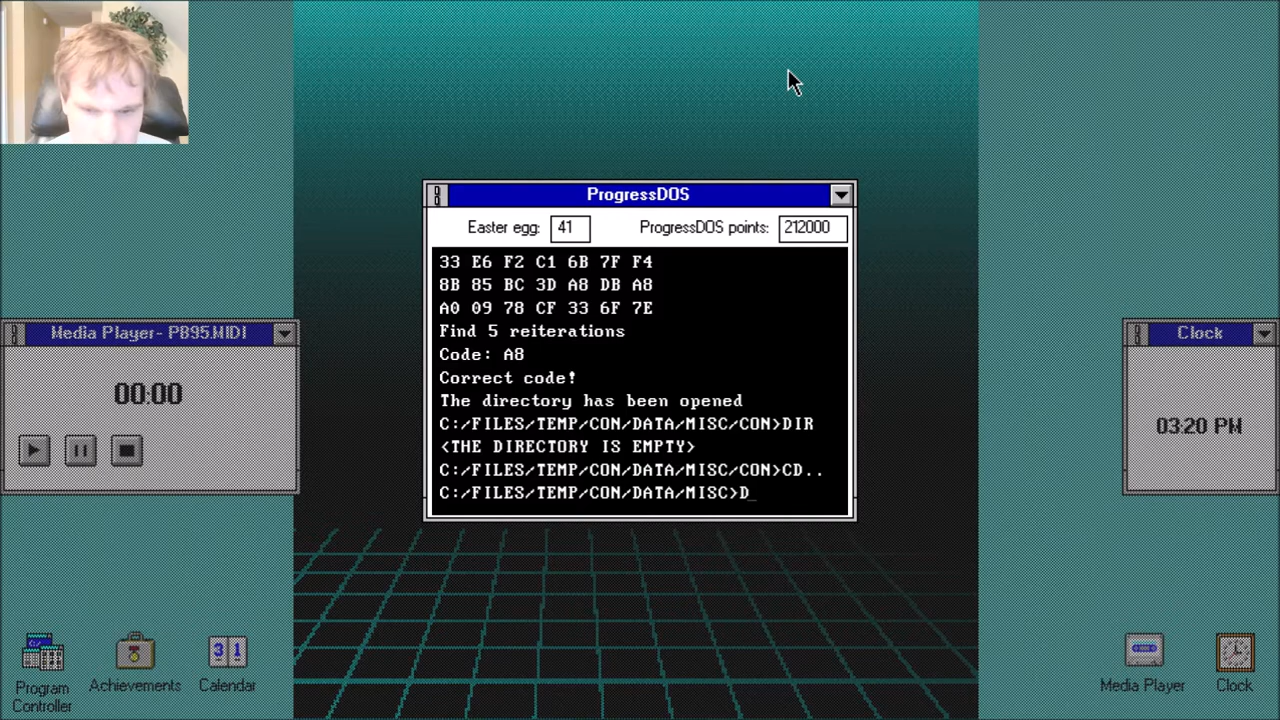 ProgressDOS
Easter egg: 41 ProgressDOS points: 212000
33 E6 F2 C1 6B 7F F4
8B 85 BC 3D A8 DB A8
A0 09 78 CF 33 6F 7E
Find 5 reiterations
Code: A8
Correct code!
The directory has been opened
C:/FILES/TEMP/CON/DATA/MISC/CON>DIR
<THE DIRECTORY IS EMPTY>
C:/FILES/TEMP/CON/DATA/MISC/CON>CD..
C:/FILES/TEMP/CON/DATA/MISC>D_
Media Player- PB95.MIDI
00:00
Clock
03:20 PM
C:/
Program
Controller
Achievements
3 1
Calendar
Media Player
Clock